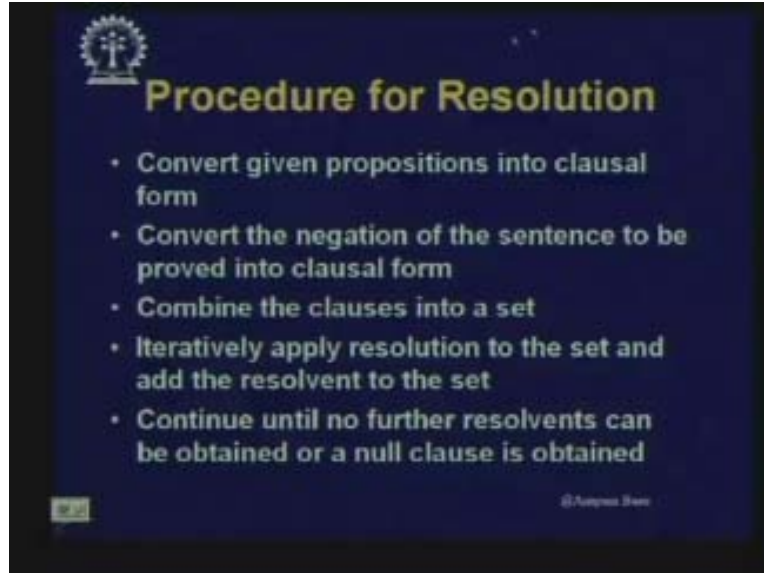 Procedure for Resolution
• Convert given propositions into clausal
form
• Convert the negation of the sentence to be
proved into clausal form
• Combine the clauses into a set
• Iteratively apply resolution to the set and
add the resolvent to the set
• Continue until no further resolvents can
be obtained or a null clause is obtained